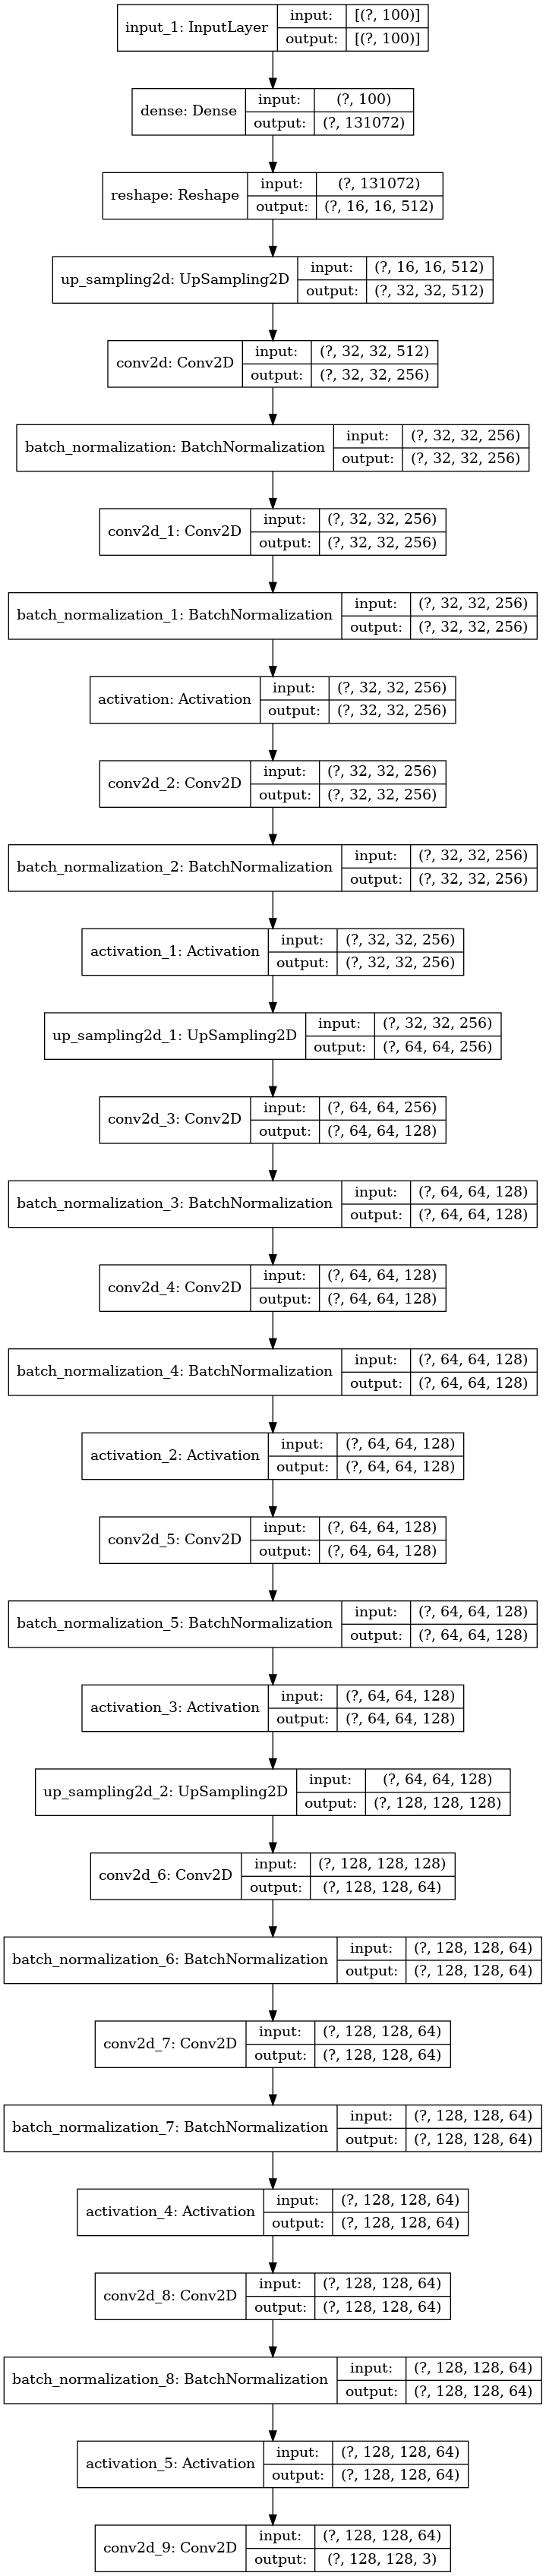 input_1: InputLayer
input: [(?, 100)]
output: [(?, 100)]
dense: Dense
input: (?, 100)
output: (?, 131072)
reshape: Reshape
input: (?, 131072)
output: (?, 16, 16, 512)
up_sampling2d: UpSampling2D
input: (?, 16, 16, 512)
output: (?, 32, 32, 512)
conv2d: Conv2D
input: (?, 32, 32, 512)
output: (?, 32, 32, 256)
batch_normalization: BatchNormalization
input: (?, 32, 32, 256)
output: (?, 32, 32, 256)
conv2d_1: Conv2D
input: (?, 32, 32, 256)
output: (?, 32, 32, 256)
batch_normalization_1: BatchNormalization
input: (?, 32, 32, 256)
output: (?, 32, 32, 256)
activation: Activation
input: (?, 32, 32, 256)
output: (?, 32, 32, 256)
conv2d_2: Conv2D
input: (?, 32, 32, 256)
output: (?, 32, 32, 256)
batch_normalization_2: BatchNormalization
input: (?, 32, 32, 256)
output: (?, 32, 32, 256)
activation_1: Activation
input: (?, 32, 32, 256)
output: (?, 32, 32, 256)
up_sampling2d_1: UpSampling2D
input: (?, 32, 32, 256)
output: (?, 64, 64, 256)
conv2d_3: Conv2D
input: (?, 64, 64, 256)
output: (?, 64, 64, 128)
batch_normalization_3: BatchNormalization
input: (?, 64, 64, 128)
output: (?, 64, 64, 128)
conv2d_4: Conv2D
input: (?, 64, 64, 128)
output: (?, 64, 64, 128)
batch_normalization_4: BatchNormalization
input: (?, 64, 64, 128)
output: (?, 64, 64, 128)
activation_2: Activation
input: (?, 64, 64, 128)
output: (?, 64, 64, 128)
conv2d_5: Conv2D
input: (?, 64, 64, 128)
output: (?, 64, 64, 128)
batch_normalization_5: BatchNormalization
input: (?, 64, 64, 128)
output: (?, 64, 64, 128)
activation_3: Activation
input: (?, 64, 64, 128)
output: (?, 64, 64, 128)
up_sampling2d_2: UpSampling2D
input: (?, 64, 64, 128)
output: (?, 128, 128, 128)
conv2d_6: Conv2D
input: (?, 128, 128, 128)
output: (?, 128, 128, 64)
batch_normalization_6: BatchNormalization
input: (?, 128, 128, 64)
output: (?, 128, 128, 64)
conv2d_7: Conv2D
input: (?, 128, 128, 64)
output: (?, 128, 128, 64)
batch_normalization_7: BatchNormalization
input: (?, 128, 128, 64)
output: (?, 128, 128, 64)
activation_4: Activation
input: (?, 128, 128, 64)
output: (?, 128, 128, 64)
conv2d_8: Conv2D
input: (?, 128, 128, 64)
output: (?, 128, 128, 64)
batch_normalization_8: BatchNormalization
input: (?, 128, 128, 64)
output: (?, 128, 128, 64)
activation_5: Activation
input: (?, 128, 128, 64)
output: (?, 128, 128, 64)
conv2d_9: Conv2D
input: (?, 128, 128, 64)
output: (?, 128, 128, 3)